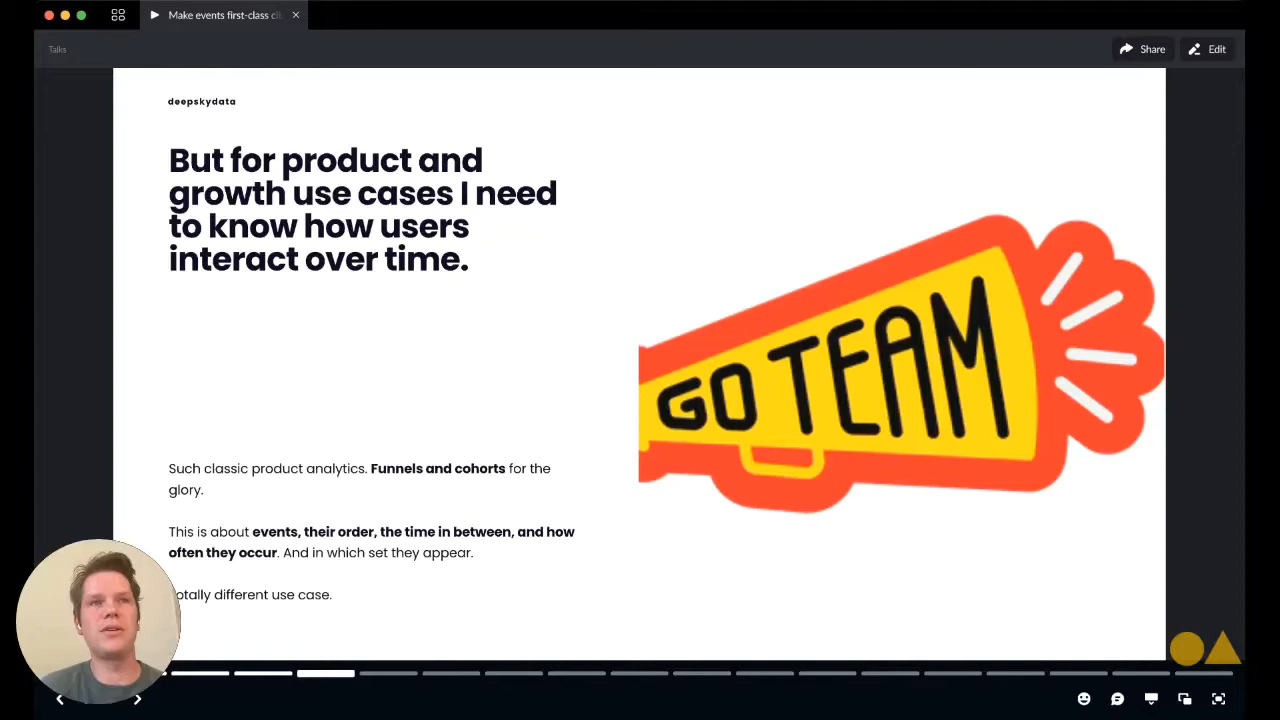 Make events first-class
Talks
Share
Edit
deepskydata
But for product and
growth use cases I need
to know how users
interact over time.
GO TEAM
Such classic product analytics. Funnels and cohorts for the
glory.
This is about events, their order, the time in between, and how
often they occur. And in which set they appear.
otally different use case.